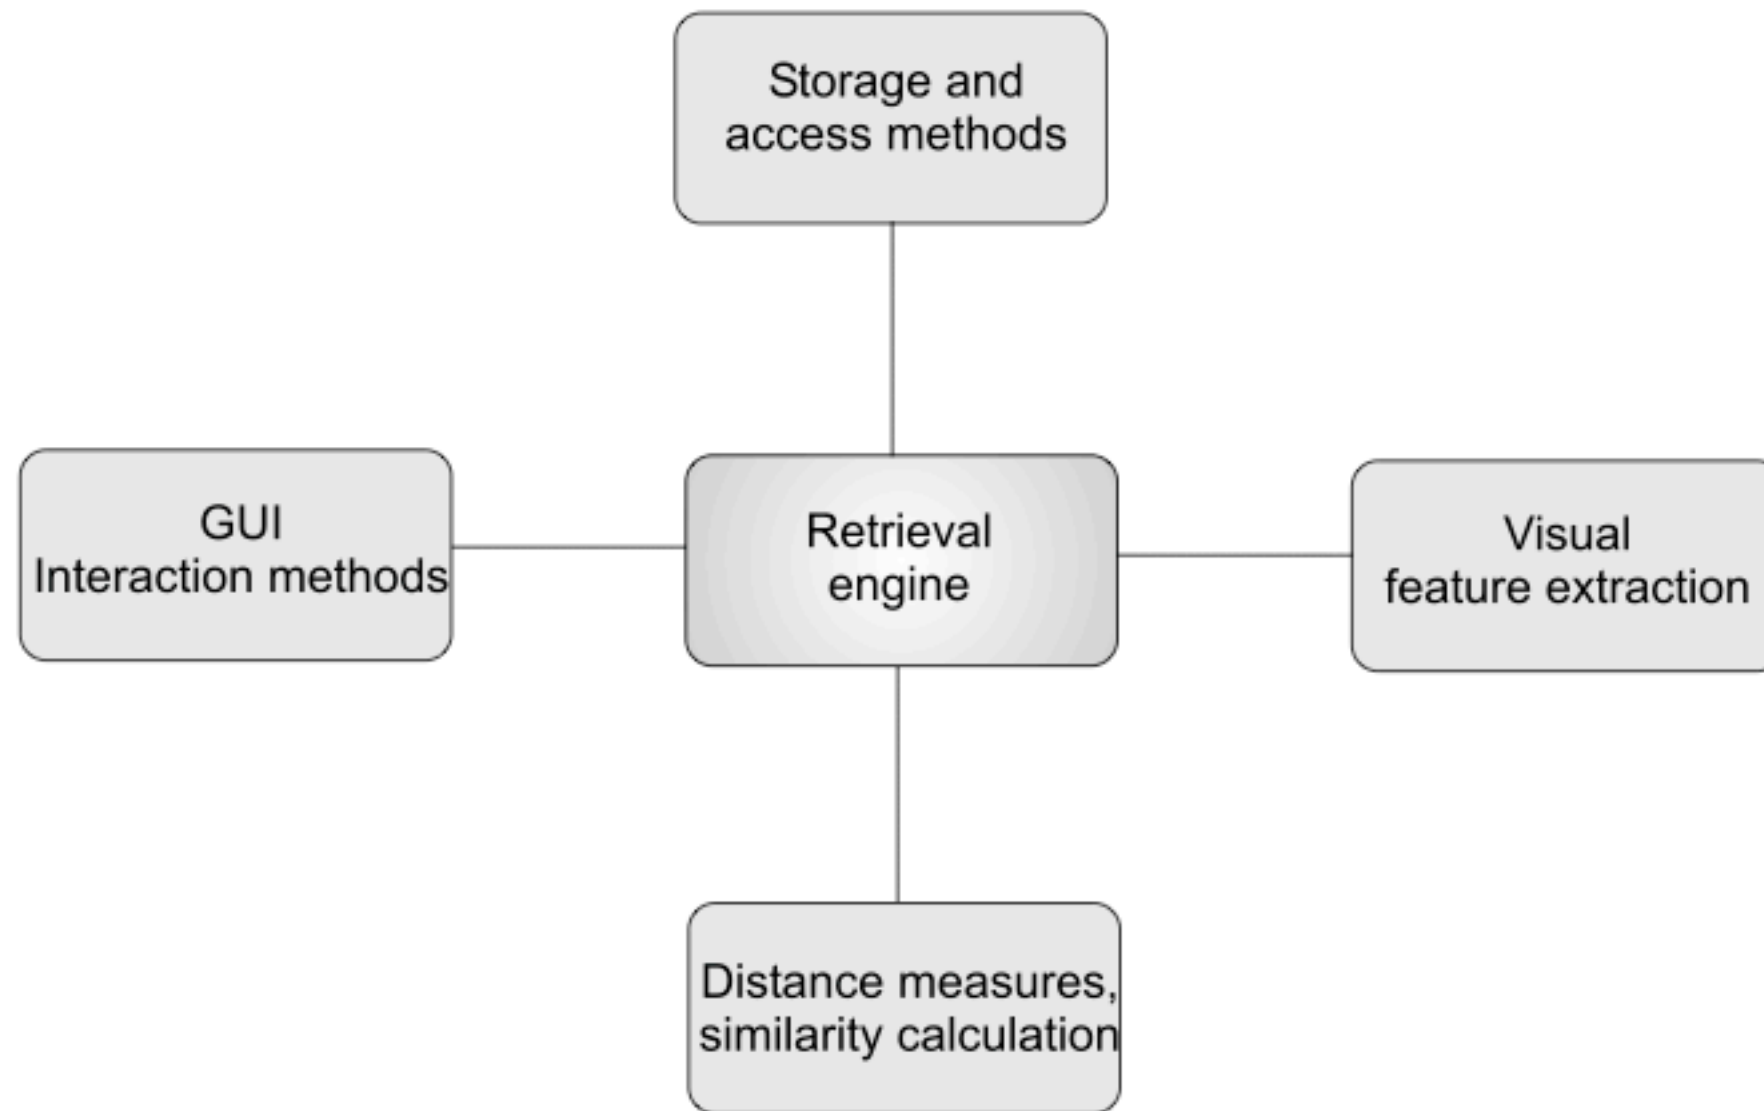 Storage and
access methods
GUI
Interaction methods
Retrieval
engine
Visual
feature extraction
Distance measures,
similarity calculation